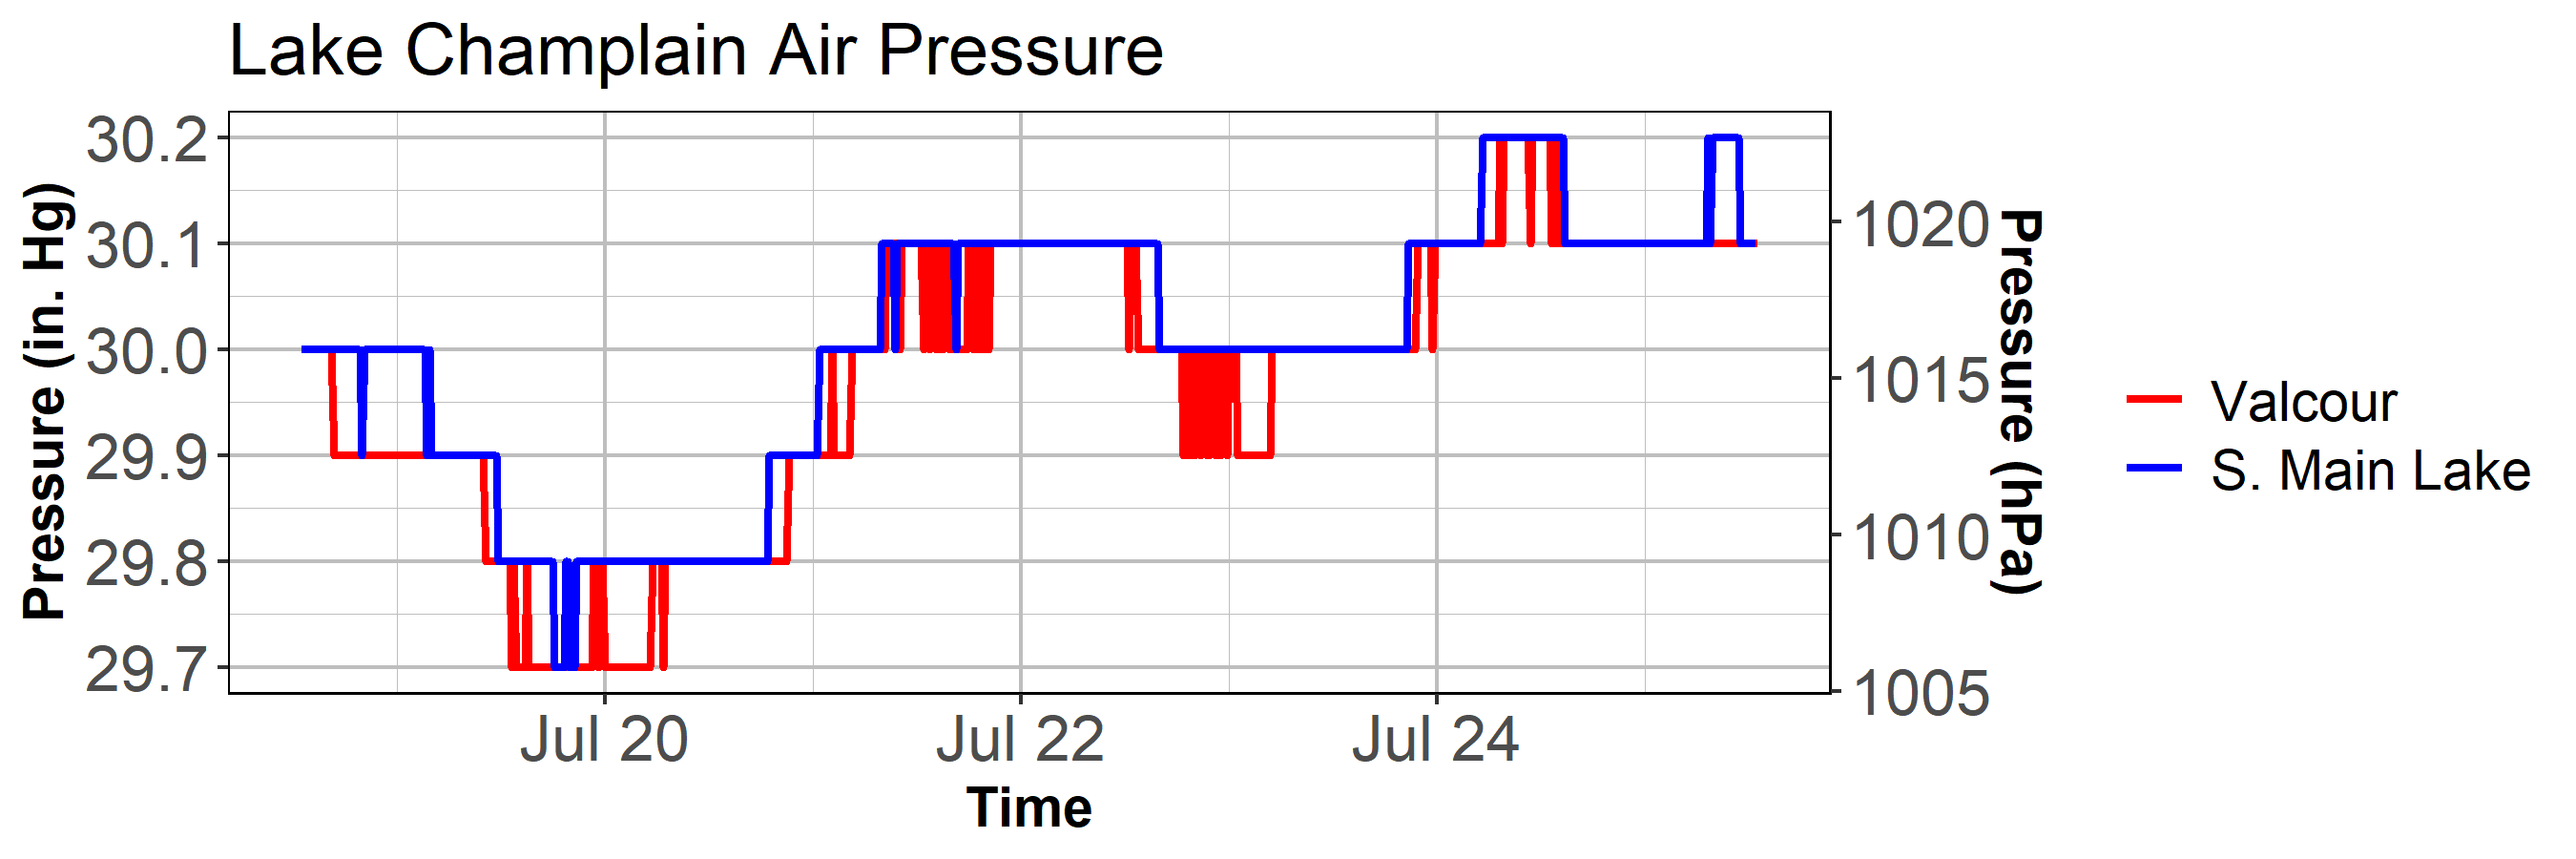 Lake Champlain Air Pressure
Pressure (in. Hg)
30.2
30.1
30.0
29.9
29.8
29.7
1020
1015
1010
1005
Pressure (hPa)
Jul 20
Jul 22
Jul 24
Time
Valcour
S. Main Lake